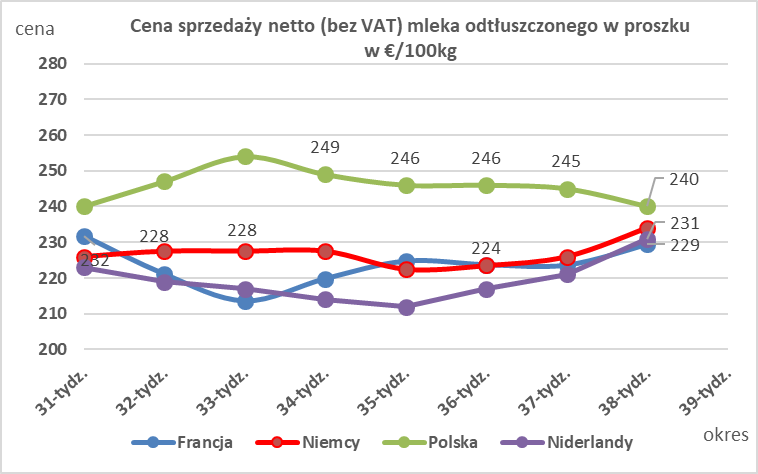 cena
Cena sprzedaży netto (bez VAT) mleka odtłuszczonego w proszku
w €/100kg
280
270
260
250
240
230
220
210
200
249
246
246
245
240
231
229
228
228
224
232
31-tydz.
32-tydz.
33-tydz.
34-tydz.
35-tydz.
36-tydz.
37-tydz.
38-tydz.
39-tydz.
okres
Francja Niemcy Polska Niderlandy